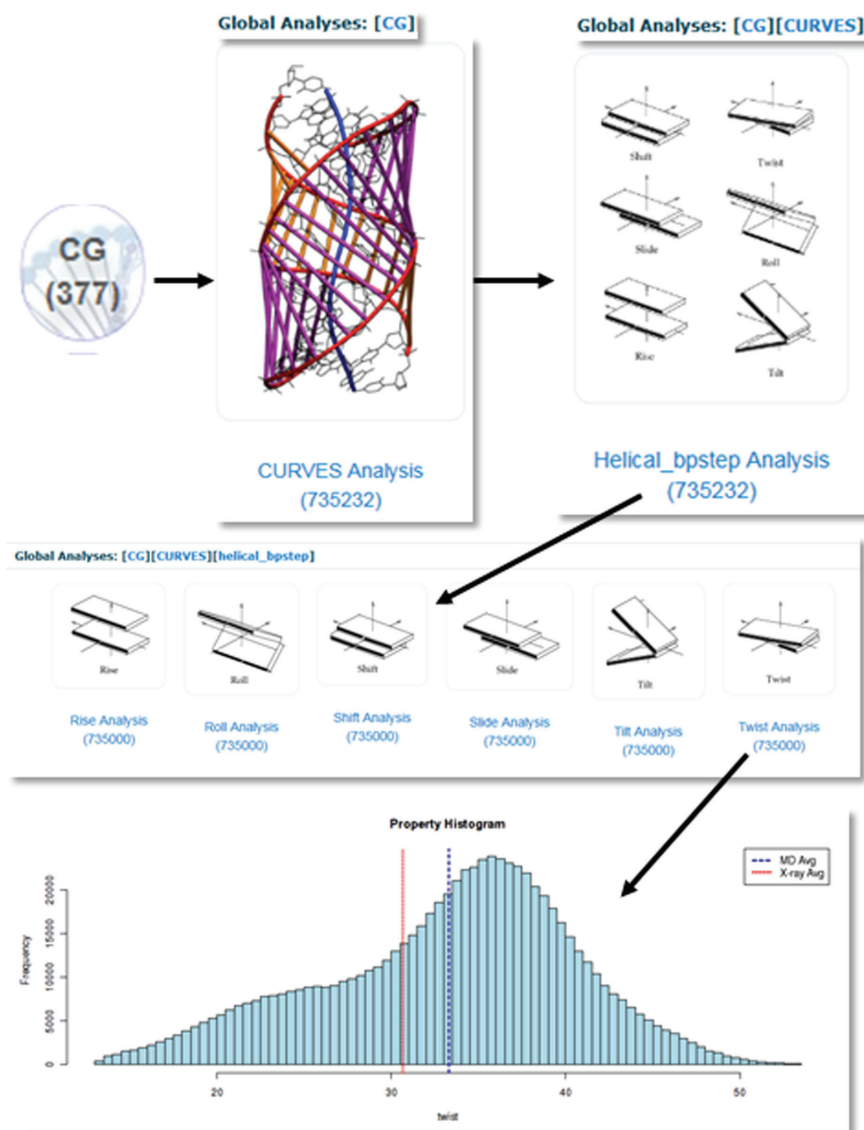 Global Analyses: [CG]
Global Analyses: [CG][CURVES]
CG
(377)
Shift
Twist
Slide
Roll
Rise
Tilt
CURVES Analysis
(735232)
Helical_bpstep Analysis
(735232)
Global Analyses: [CG][CURVES][helical_bpstep]
Rise
Roll
Shift
Slide
Tilt
Twist
Rise Analysis
(735000)
Roll Analysis
(735000)
Shift Analysis
(735000)
Slide Analysis
(735000)
Tilt Analysis
(735000)
Twist Analysis
(735000)
Property Histogram
MD Avg
X-ray Avg
Frequency
20000
15000
10000
5000
0
20
30
40
50
twist